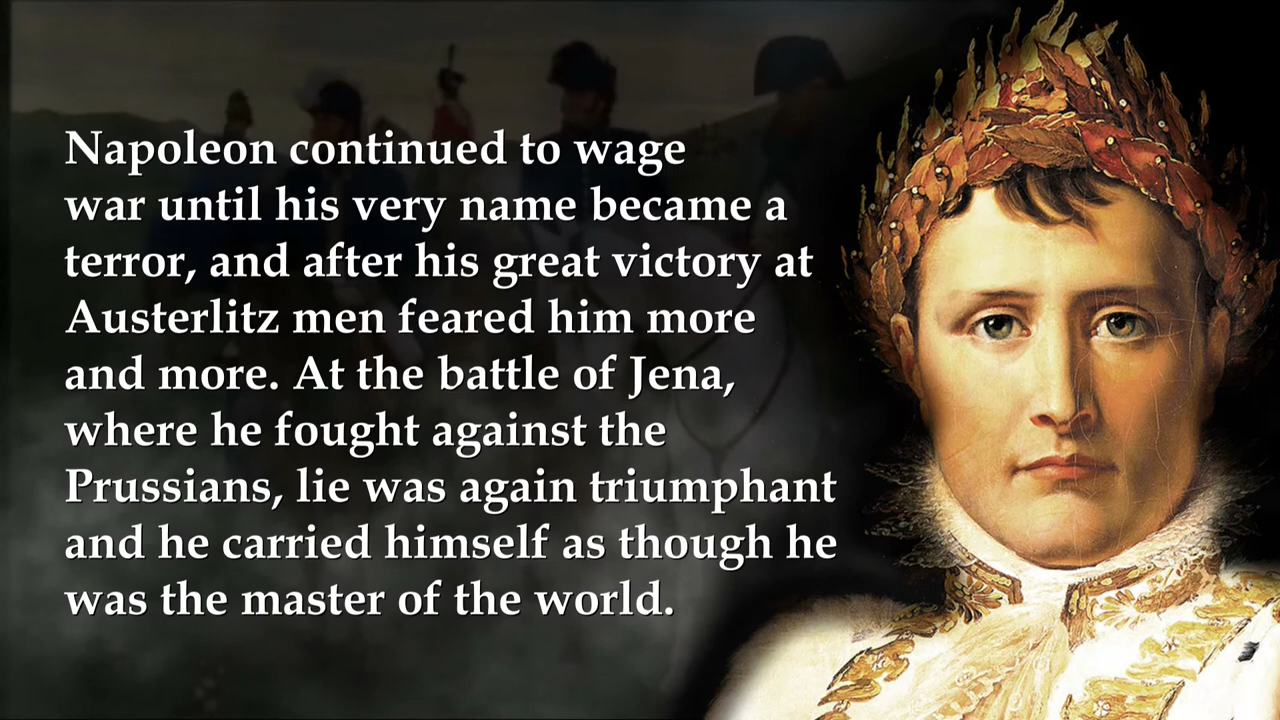 Napoleon continued to wage
war until his very name became a
terror, and after his great victory at
Austerlitz men feared him more
and more. At the battle of Jena,
where he fought against the
Prussians, lie was again triumphant
and he carried himself as though he
was the master of the world.